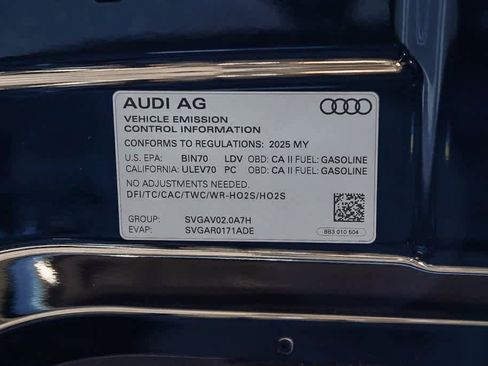 AUDI AG
VEHICLE EMISSION
CONTROL INFORMATION
CONFORMS TO REGULATIONS: 2025 MY
U.S. EPA: BIN70 LDV OBD: CA II FUEL: GASOLINE
CALIFORNIA: ULEV70 PC OBD: CA II FUEL: GASOLINE
NO ADJUSTMENTS NEEDED.
DFI/TC/CAC/TWC/WR-HO2S/HO2S
GROUP: SVGAV02.0A7H
EVAP: SVGAR0171ADE
8B3 010 504